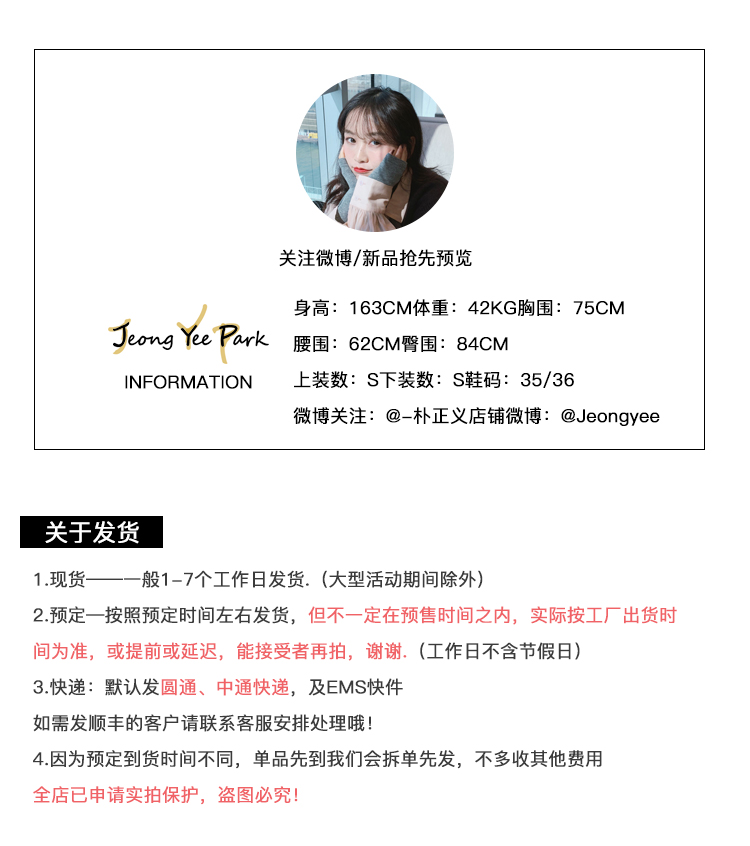 关注微博/新品抢先预览
Jeong Yee Park
INFORMATION
身高：163CM体重：42KG胸围：75CM
腰围：62CM臀围：84CM
上装数：S下装数：S鞋码：35/36
微博关注：@-朴正义店铺微博：@Jeongyee
关于发货
1.现货——一般1-7个工作日发货.（大型活动期间除外）
2.预定—按照预定时间左右发货，但不一定在预售时间之内，实际按工厂出货时
间为准，或提前或延迟，能接受者再拍，谢谢.（工作日不含节假日）
3.快递：默认发圆通、中通快递，及EMS快件
如需发顺丰的客户请联系客服安排处理哦！
4.因为预定到货时间不同，单品先到我们会拆单先发，不多收其他费用
全店已申请实拍保护，盗图必究！